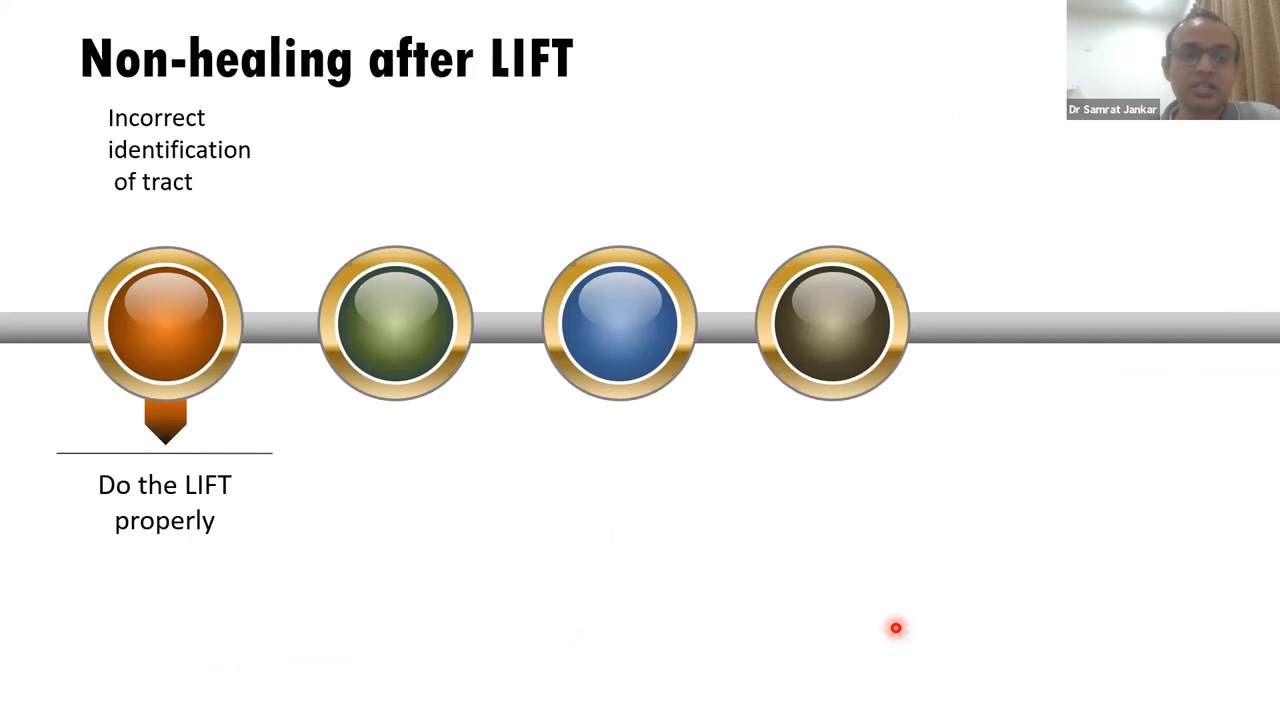 Non-healing after LIFT
Dr Samrat Jankar
Incorrect
identification
of tract
Do the LIFT
properly